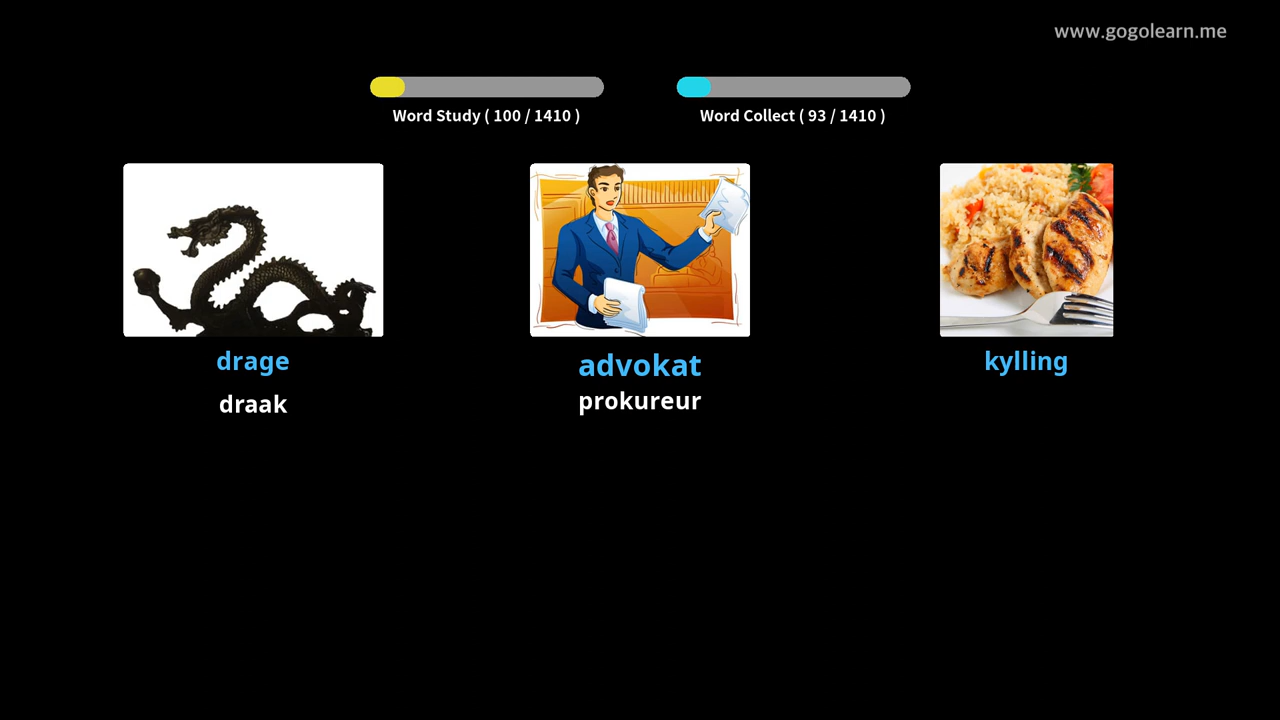 www.gogolearn.me
Word Study ( 100 / 1410 )
Word Collect ( 93 / 1410 )
drage
draak
advokat
prokureur
kylling